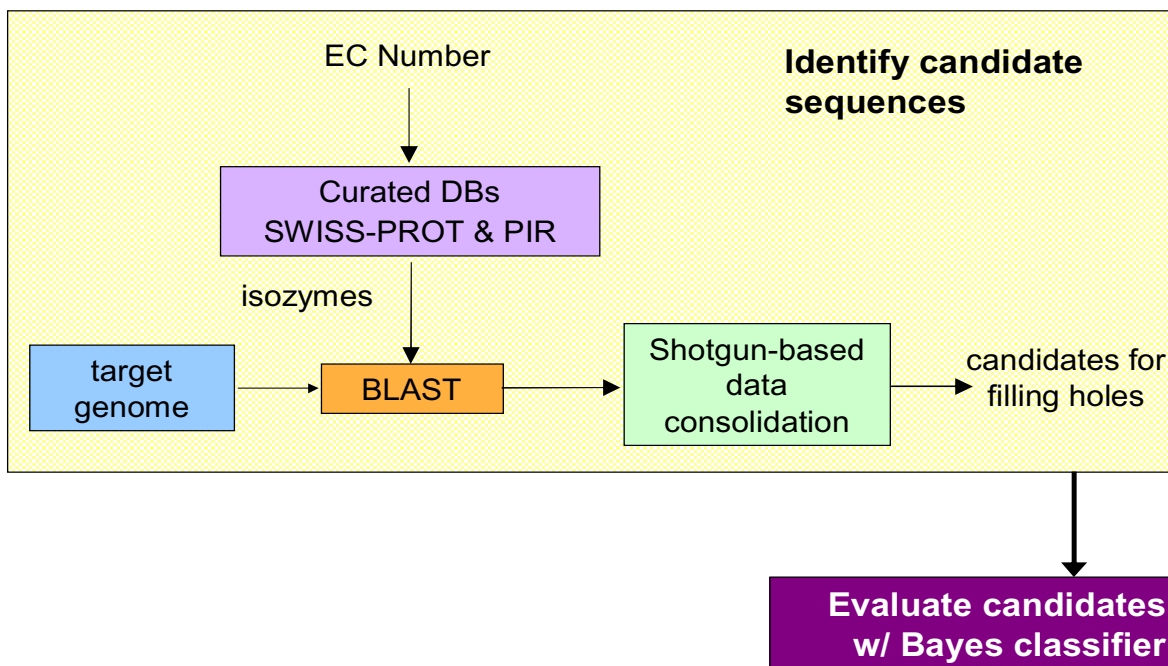 EC Number
Identify candidate
sequences
Curated DBs
SWISS-PROT & PIR
isozymes
target
genome
BLAST
Shotgun-based
data
consolidation
candidates for
filling holes
Evaluate candidates
w/ Bayes classifier